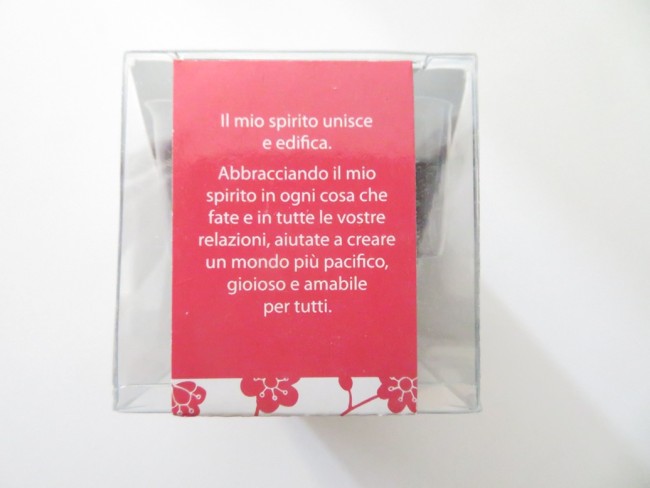 Il mio spirito unisce
e edifica.
Abbracciando il mio
spirito in ogni cosa che
fate e in tutte le vostre
relazioni, aiutate a creare
un mondo più pacifico,
gioioso e amabile
per tutti.